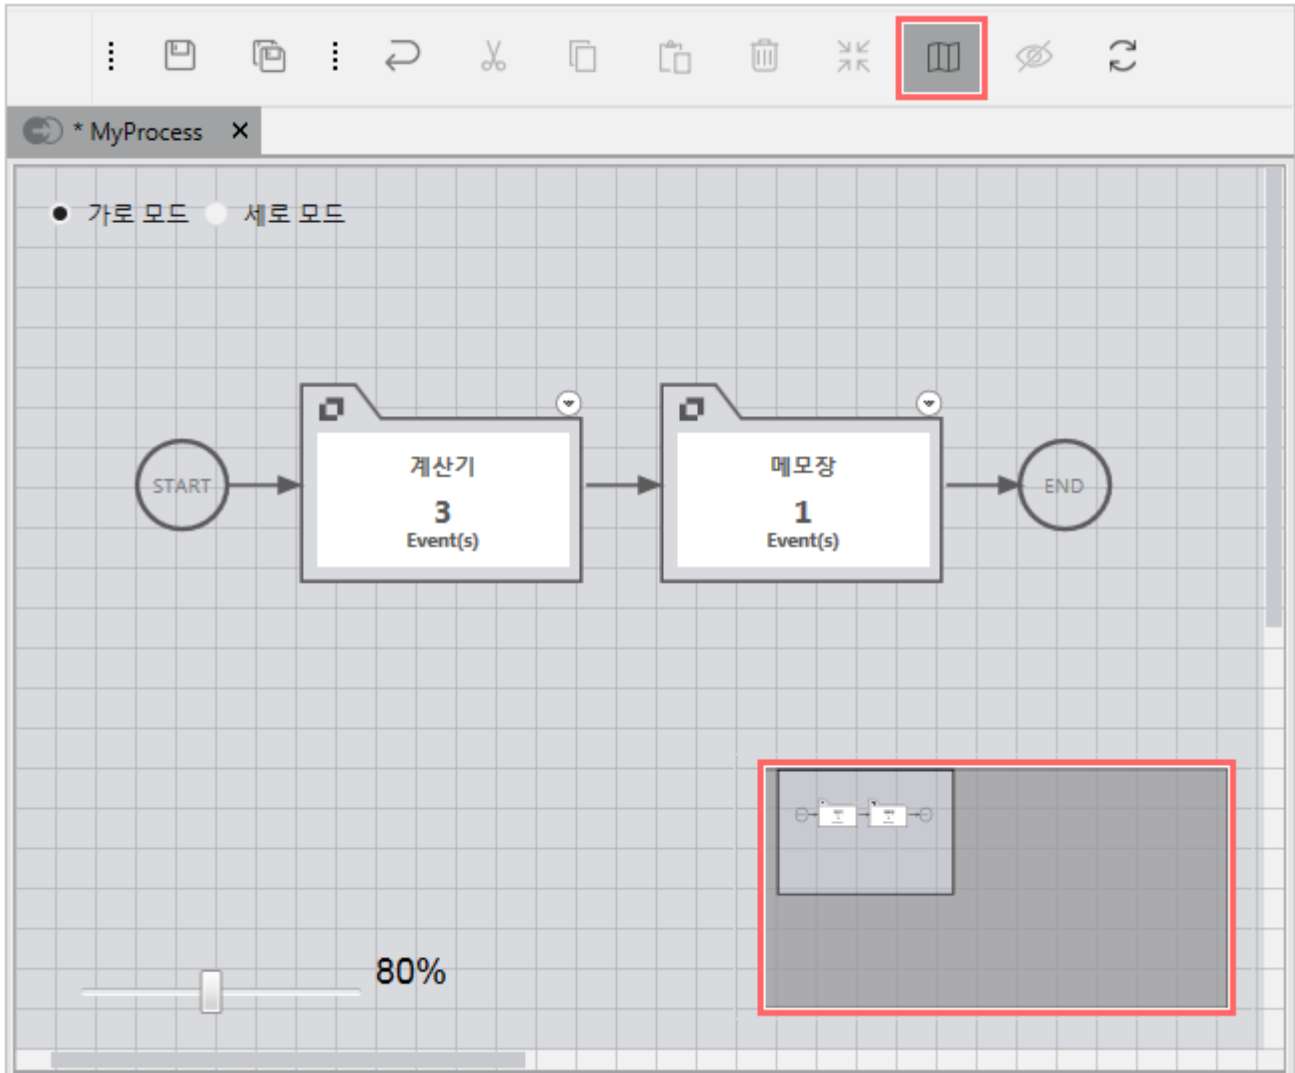 * MyProcess
가로 모드 세로 모드
START
계산기
3
Event(s)
메모장
1
Event(s)
END
80%